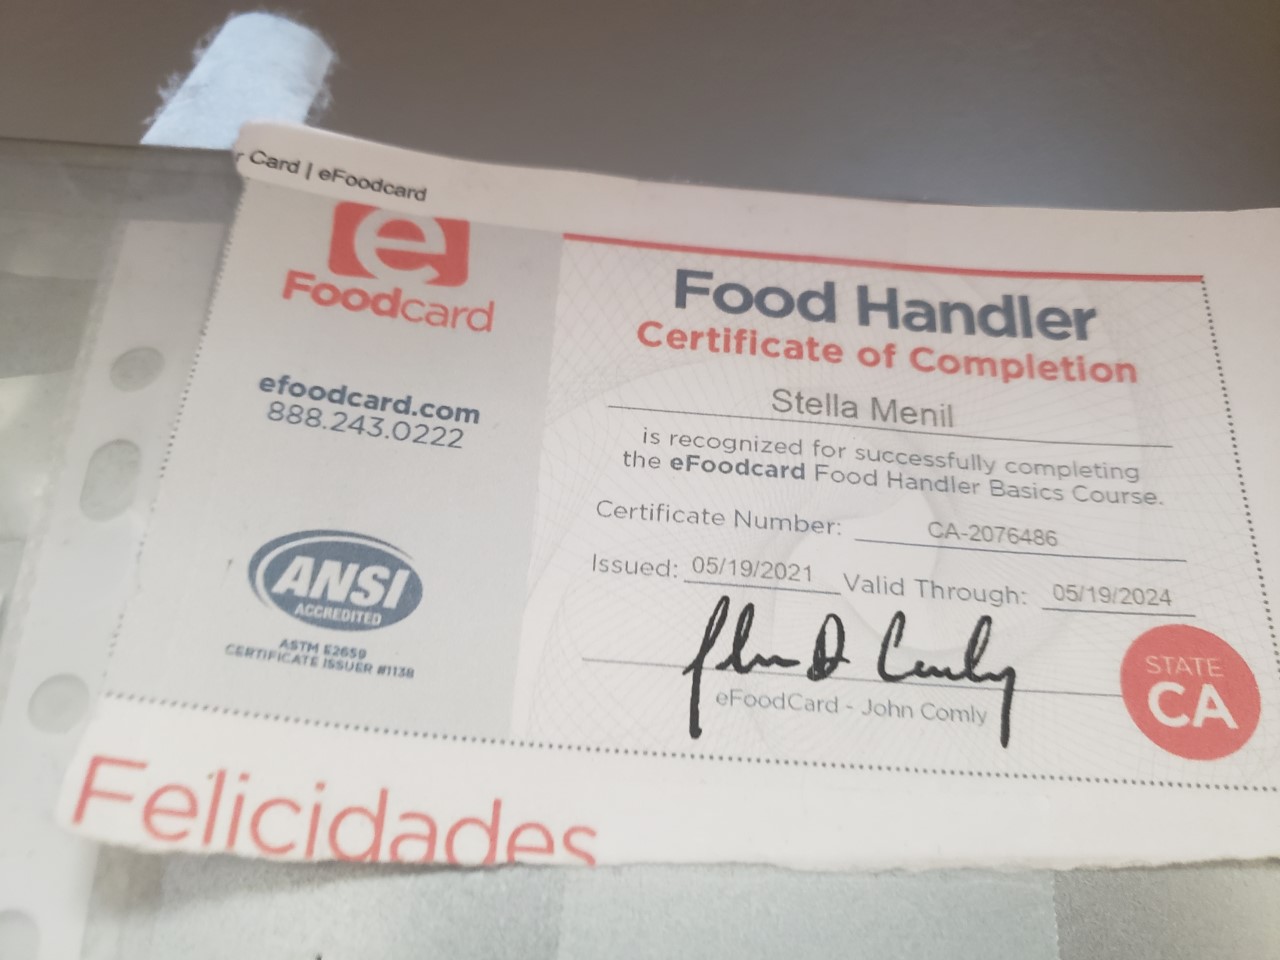 r Card | eFoodcard
e
Foodcard
efoodcard.com
888.243.0222
ANSI
ACCREDITED
ASTM E2659
CERTIFICATE ISSUER #1138
Food Handler
Certificate of Completion
Stella Menil
is recognized for successfully completing
the eFoodcard Food Handler Basics Course.
Certificate Number: CA-2076486
Issued: 05/19/2021 Valid Through: 05/19/2024
John D Comly
eFoodCard - John Comly
STATE
CA
Felicidades